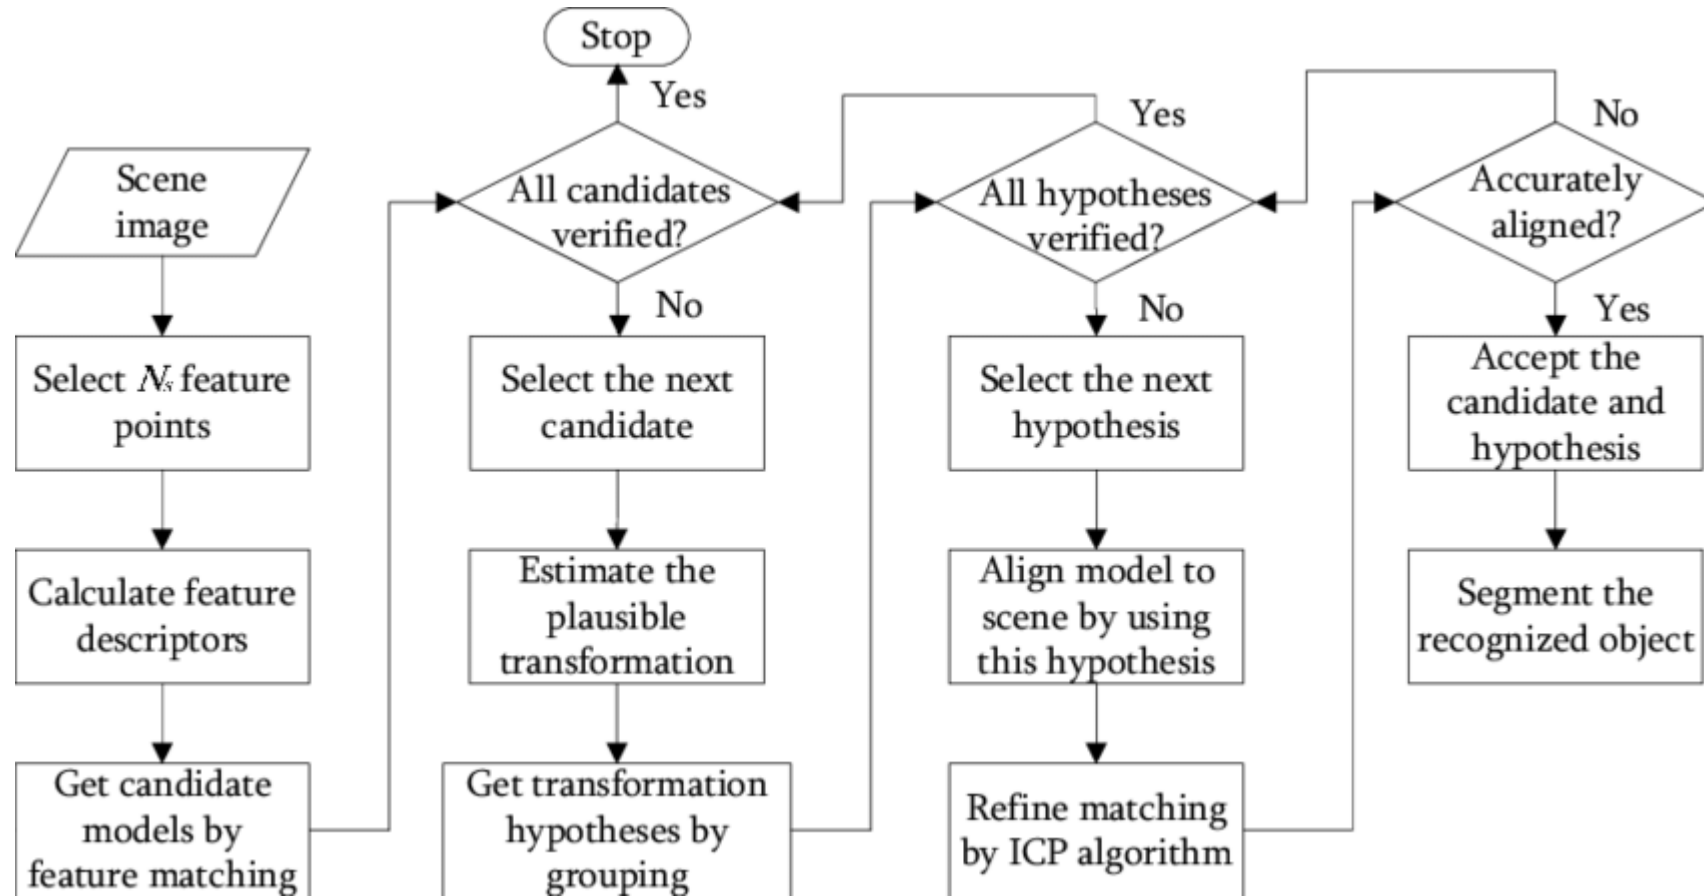 Stop
Yes
Scene
image
Select Nₛ feature
points
Calculate feature
descriptors
Get candidate
models by
feature matching
All candidates
verified?
No
Select the next
candidate
Estimate the
plausible
transformation
Get transformation
hypotheses by
grouping
Yes
All hypotheses
verified?
No
Select the next
hypothesis
Align model to
scene by using
this hypothesis
Refine matching
by ICP algorithm
No
Accurately
aligned?
Yes
Accept the
candidate and
hypothesis
Segment the
recognized object